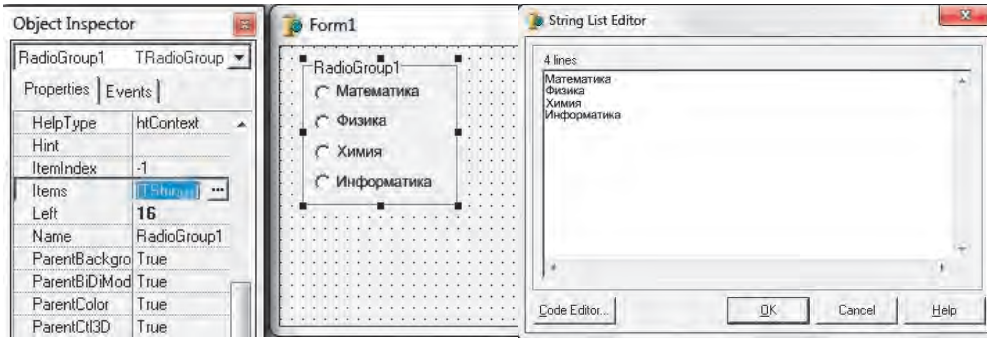 Object Inspector
RadioGroup1 TRadioGroup
Properties Events
HelpType htContext
Hint
ItemIndex -1
Items (TStrings)
Left 16
Name RadioGroup1
ParentBackgro True
ParentBiDiMod True
ParentColor True
ParentCtl3D True
Form1
RadioGroup1
Математика
Физика
Химия
Информатика
String List Editor
4 lines
Математика
Физика
Химия
Информатика
Code Editor... OK Cancel Help